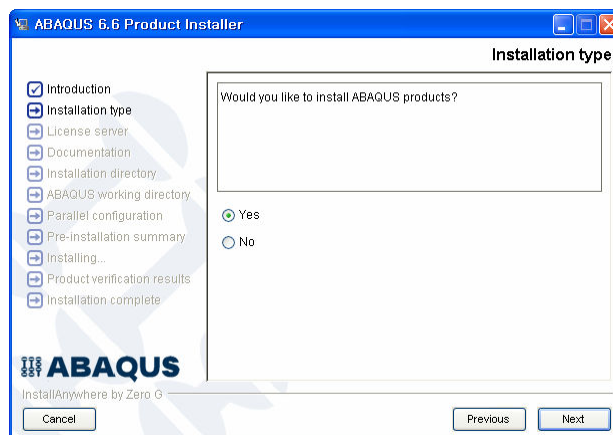 ABAQUS 6.6 Product Installer
Installation type
Introduction
Installation type
License server
Documentation
Installation directory
ABAQUS working directory
Parallel configuration
Pre-installation summary
Installing...
Product verification results
Installation complete
Would you like to install ABAQUS products?
Yes
No
ABAQUS
InstallAnywhere by Zero G
Cancel
Previous
Next